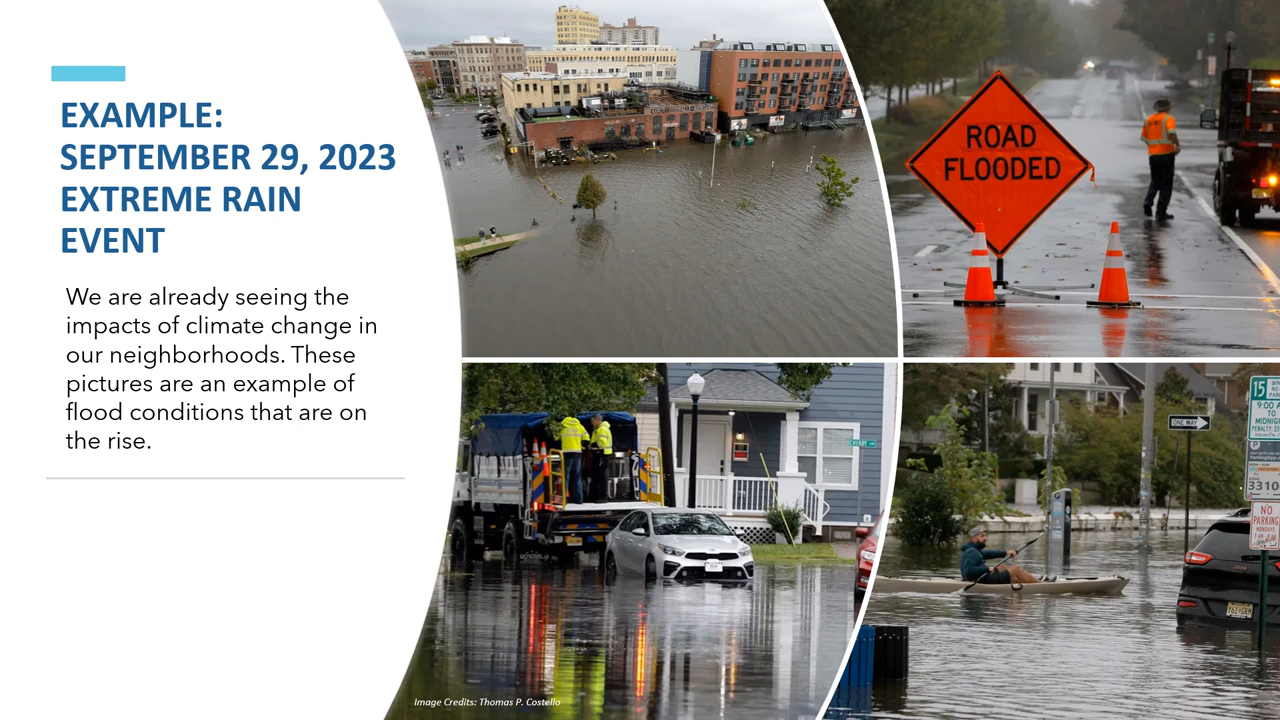 EXAMPLE:
SEPTEMBER 29, 2023
EXTREME RAIN
EVENT
We are already seeing the
impacts of climate change in
our neighborhoods. These
pictures are an example of
flood conditions that are on
the rise.
ROAD
FLOODED
ONE WAY
15
9:00 A
TO
MIDNIG
3310
NO
PARKING
Image Credits: Thomas P. Costello